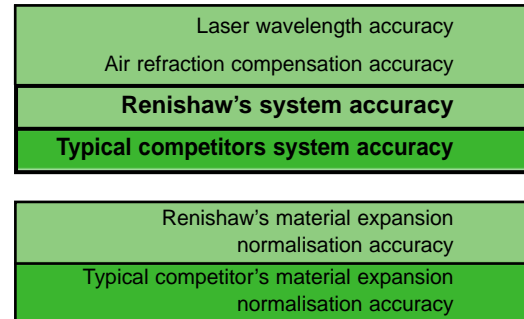 Laser wavelength accuracy
Air refraction compensation accuracy
Renishaw's system accuracy
Typical competitors system accuracy
Renishaw's material expansion
normalisation accuracy
Typical competitor's material expansion
normalisation accuracy